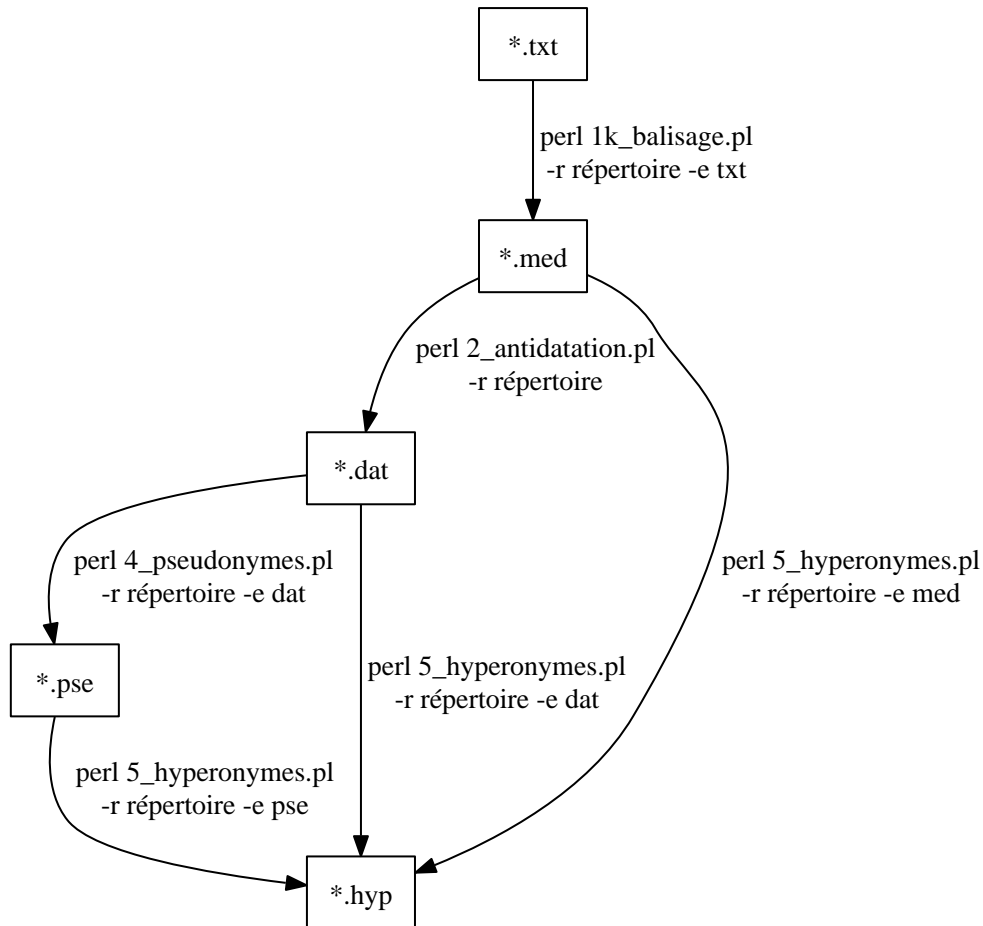 *.txt
perl 1k_balisage.pl
-r répertoire -e txt
*.med
perl 2_antidatation.pl
-r répertoire
*.dat
perl 4_pseudonymes.pl
-r répertoire -e dat
perl 5_hyperonymes.pl
-r répertoire -e med
*.pse
perl 5_hyperonymes.pl
-r répertoire -e dat
perl 5_hyperonymes.pl
-r répertoire -e pse
*.hyp